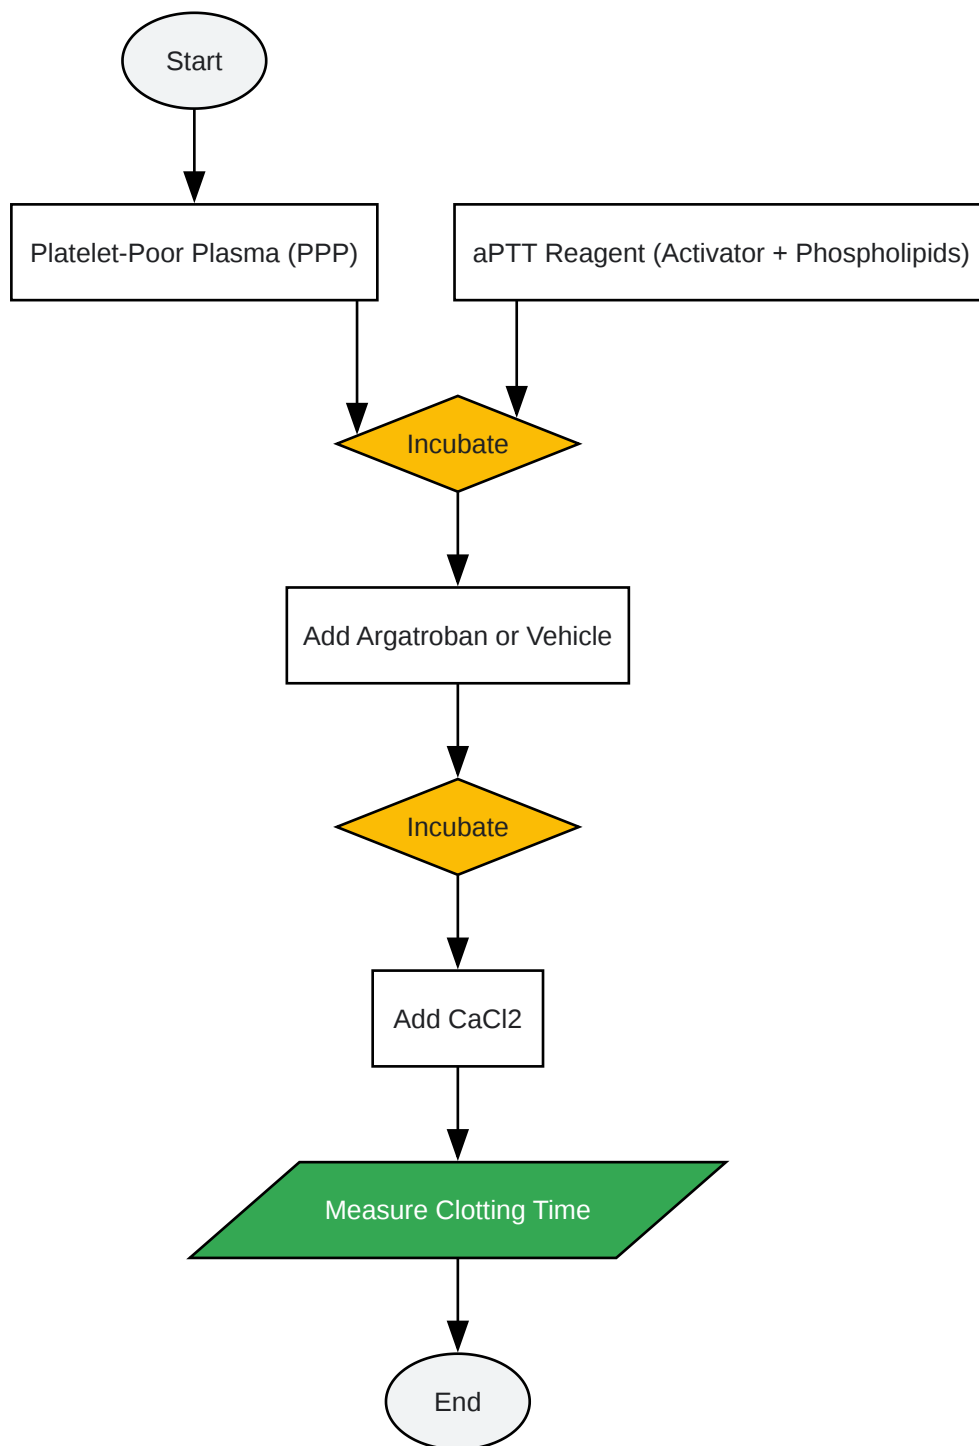 Start
Platelet-Poor Plasma (PPP)
aPTT Reagent (Activator + Phospholipids)
Incubate
Add Argatroban or Vehicle
Incubate
Add CaCl2
Measure Clotting Time
End